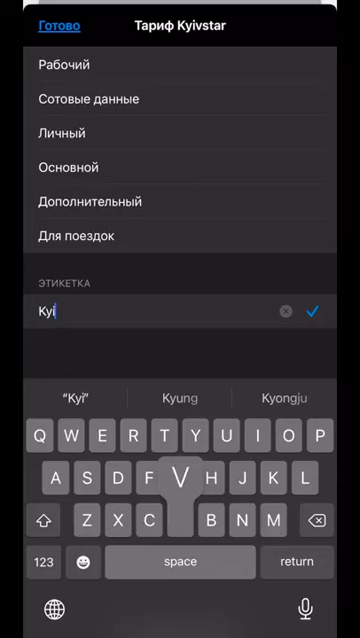 Готово
Тариф Kyivstar
Рабочий
Сотовые данные
Личный
Основной
Дополнительный
Для поездок
ЭТИКЕТКА
Kyi
“Kyi” Kyung Kyongju
Q W E R T Y U I O P
A S D F V H J K L
Z X C B N M
123 space return